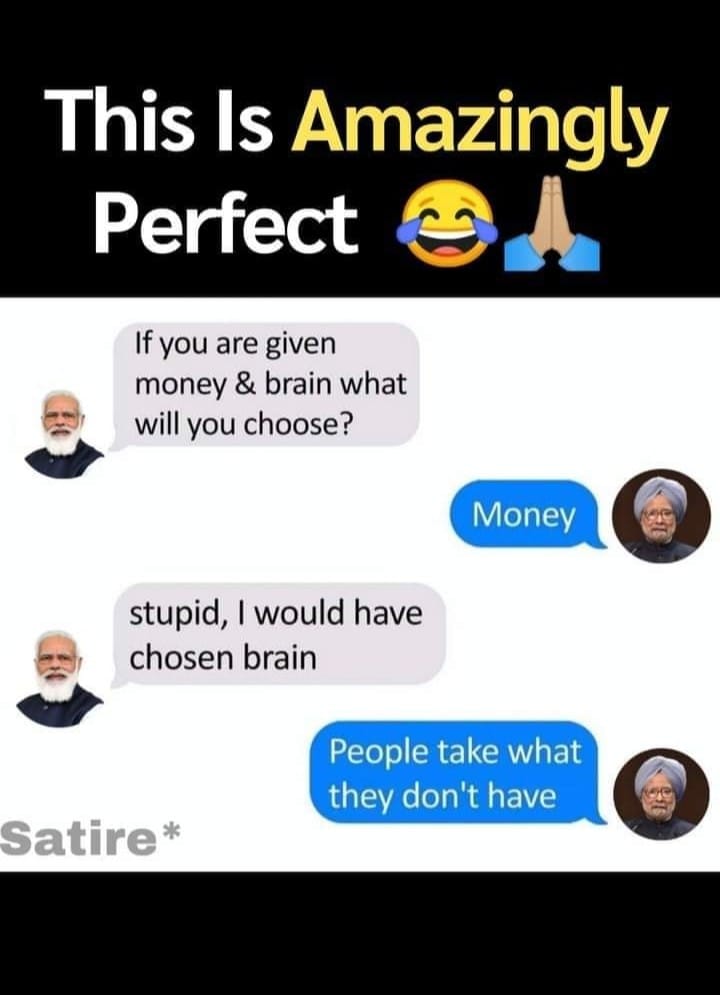 This Is Amazingly
Perfect 😂🙏🏼
If you are given
money & brain what
will you choose?
Money
stupid, I would have
chosen brain
People take what
they don't have
Satire*